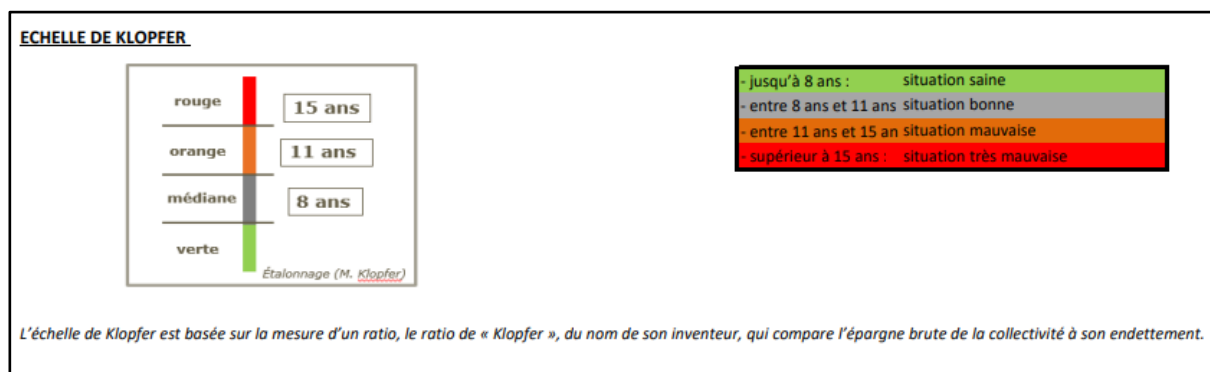 ECHELLE DE KLOPFER
rouge
15 ans
orange
11 ans
médiane
8 ans
verte
Étalonnage (M. Klopfer)
- jusqu'à 8 ans : situation saine
- entre 8 ans et 11 ans situation bonne
- entre 11 ans et 15 an situation mauvaise
- supérieur à 15 ans : situation très mauvaise
L'échelle de Klopfer est basée sur la mesure d'un ratio, le ratio de « Klopfer », du nom de son inventeur, qui compare l'épargne brute de la collectivité à son endettement.